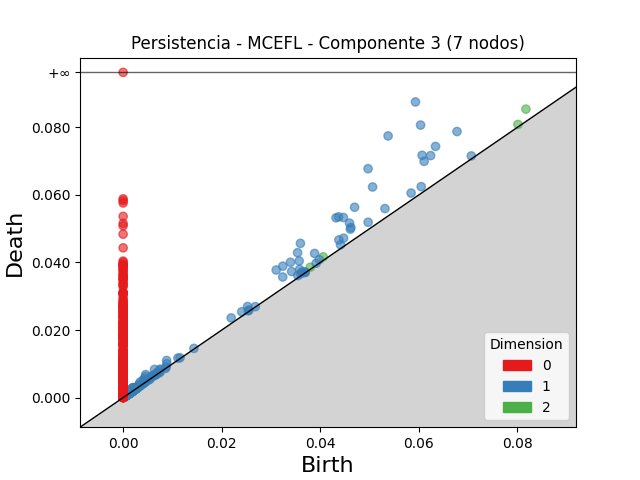 Persistencia - MCEFL - Componente 3 (7 nodos)
+∞
0.080
0.060
0.040
0.020
0.000
Death
0.00 0.02 0.04 0.06 0.08
Birth
Dimension
0
1
2